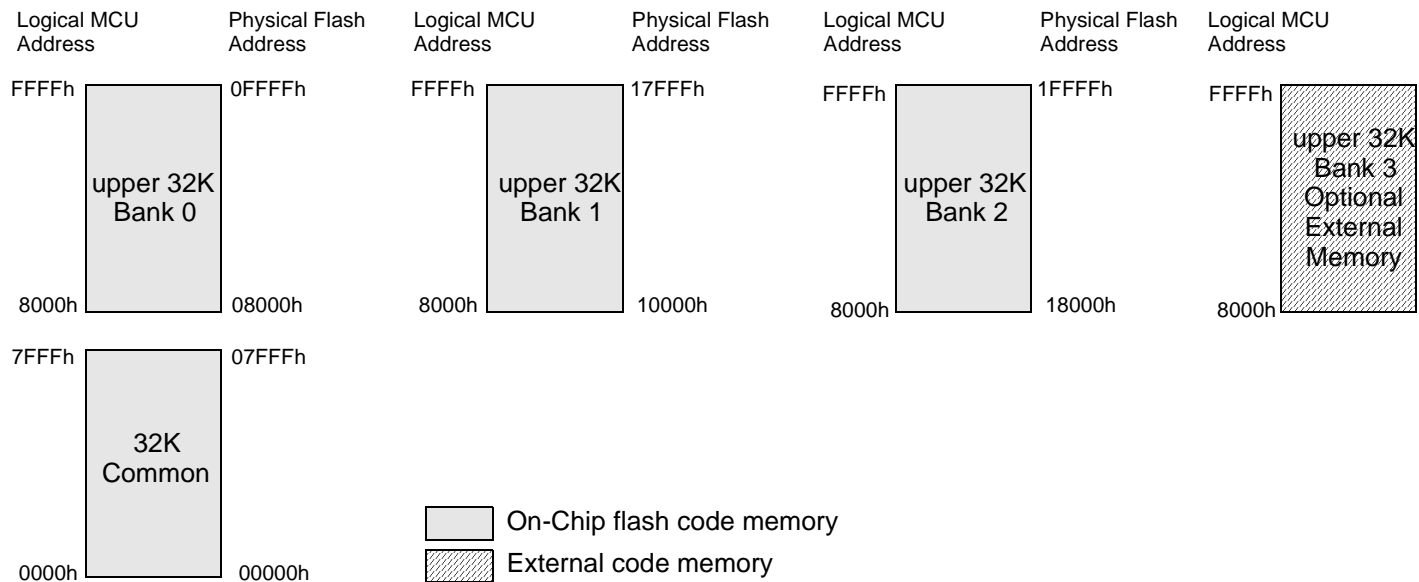 Logical MCU
Address
Physical Flash
Address
Logical MCU
Address
Physical Flash
Address
Logical MCU
Address
Physical Flash
Address
Logical MCU
Address
FFFFh
0FFFFh
FFFFh
17FFFh
FFFFh
1FFFFh
FFFFh
upper 32K
Bank 0
upper 32K
Bank 1
upper 32K
Bank 2
upper 32K
Bank 3
Optional
External
Memory
8000h
08000h
8000h
10000h
8000h
18000h
8000h
7FFFh
07FFFh
32K
Common
0000h
00000h
On-Chip flash code memory
External code memory